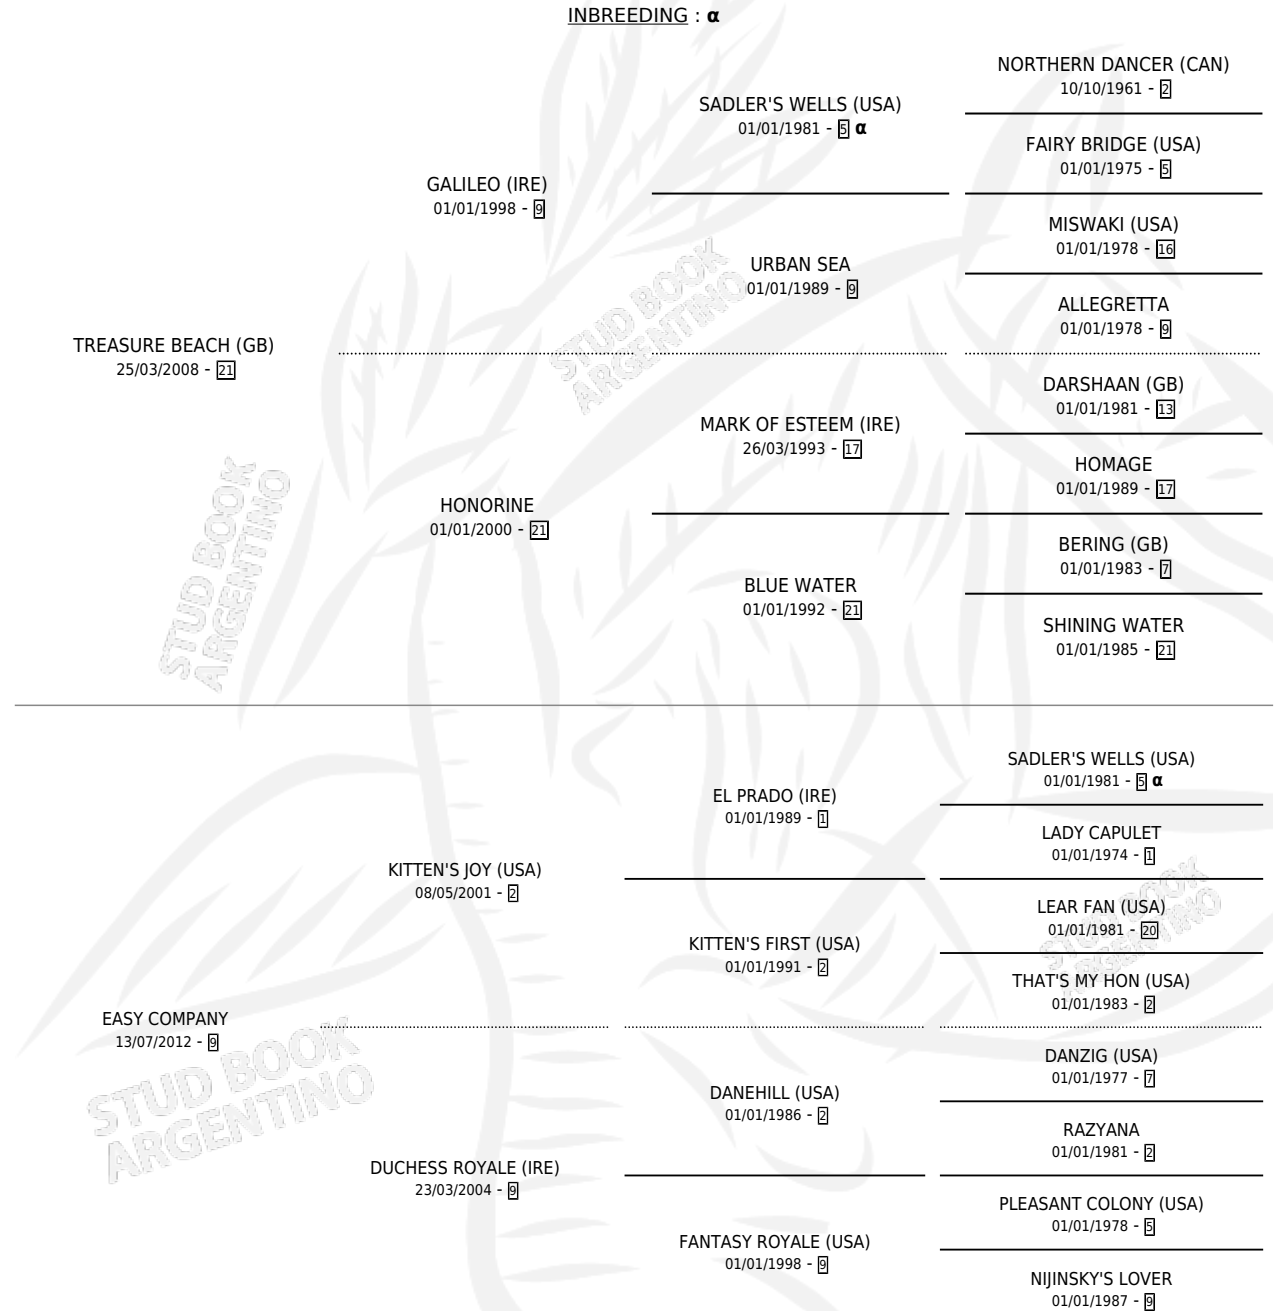 INBREEDING : α
NORTHERN DANCER (CAN)
10/10/1961 - 2
SADLER'S WELLS (USA)
01/01/1981 - 5 α
FAIRY BRIDGE (USA)
01/01/1975 - 5
GALILEO (IRE)
01/01/1998 - 9
MISWAKI (USA)
01/01/1978 - 16
URBAN SEA
01/01/1989 - 9
ALLEGRETTA
01/01/1978 - 9
TREASURE BEACH (GB)
25/03/2008 - 21
DARSHAAN (GB)
01/01/1981 - 13
MARK OF ESTEEM (IRE)
26/03/1993 - 17
HOMAGE
01/01/1989 - 17
HONORINE
01/01/2000 - 21
BERING (GB)
01/01/1983 - 7
BLUE WATER
01/01/1992 - 21
SHINING WATER
01/01/1985 - 21
SADLER'S WELLS (USA)
01/01/1981 - 5 α
EL PRADO (IRE)
01/01/1989 - 1
LADY CAPULET
01/01/1974 - 1
KITTEN'S JOY (USA)
08/05/2001 - 2
LEAR FAN (USA)
01/01/1981 - 20
KITTEN'S FIRST (USA)
01/01/1991 - 2
THAT'S MY HON (USA)
01/01/1983 - 2
EASY COMPANY
13/07/2012 - 9
DANZIG (USA)
01/01/1977 - 7
DANEHILL (USA)
01/01/1986 - 2
RAZYANA
01/01/1981 - 2
DUCHESS ROYALE (IRE)
23/03/2004 - 9
PLEASANT COLONY (USA)
01/01/1978 - 5
FANTASY ROYALE (USA)
01/01/1998 - 9
NIJINSKY'S LOVER
01/01/1987 - 9
STUD BOOK
ARGENTINO
STUD BOOK
ARGENTINO
STUD BOOK
ARGENTINO
STUD BOOK
ARGENTINO